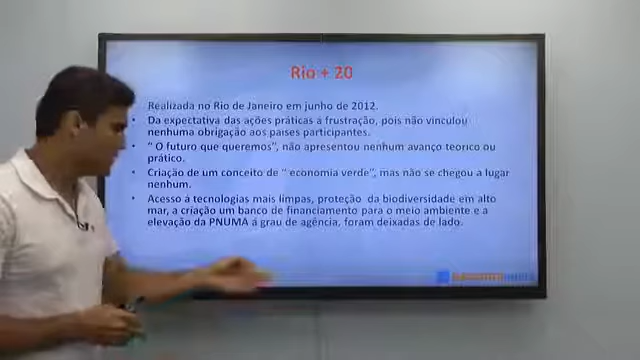 Rio + 20
Realizada no Rio de Janeiro em junho de 2012.
• Da expectativa das ações práticas a frustração, pois não vinculou
nenhuma obrigação aos paises participantes.
• " O futuro que queremos", não apresentou nenhum avanço teorico ou
prático.
• Criação de um conceito de " economia verde", mas não se chegou a lugar
nenhum.
• Acesso á tecnologias mais limpas, proteção da biodiversidade em alto
mar, a criação um banco de financiamento para o meio ambiente e a
elevação da PNUMA á grau de agência, foram deixadas de lado.